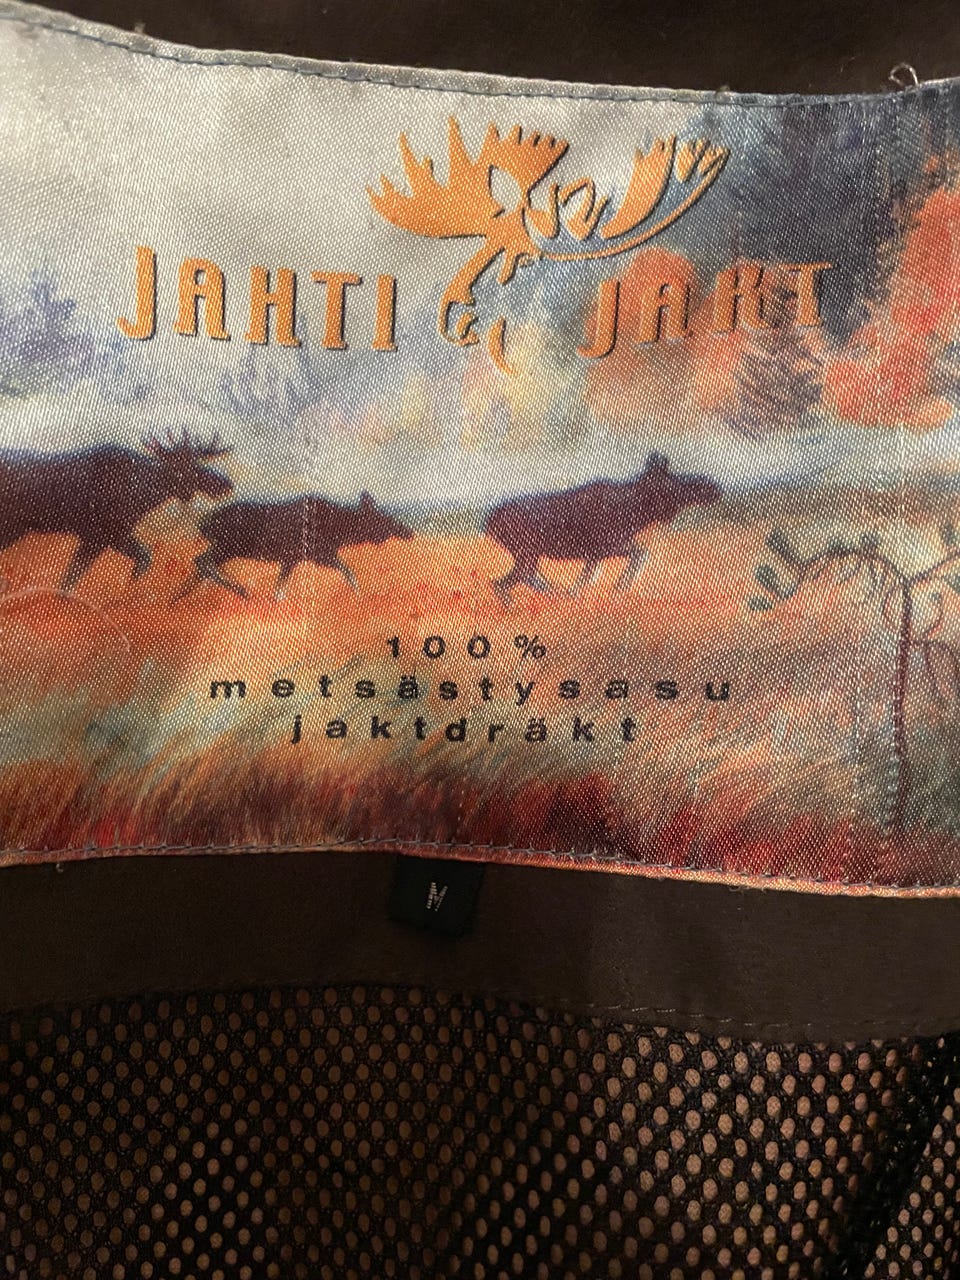 JAHTI JAKT
100%
metsästysasu
jaktdräkt